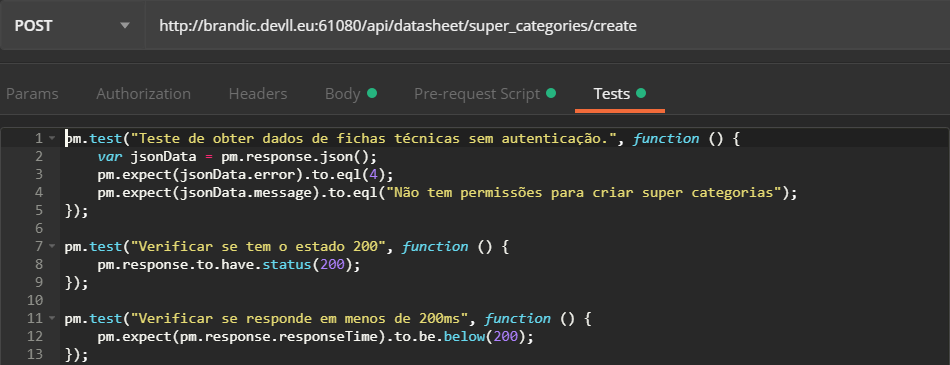 POST http://brandic.devll.eu:61080/api/datasheet/super_categories/create
Params Authorization Headers Body Pre-request Script Tests
1 pm.test("Teste de obter dados de fichas técnicas sem autenticação.", function () {
2 var jsonData = pm.response.json();
3 pm.expect(jsonData.error).to.eql(4);
4 pm.expect(jsonData.message).to.eql("Não tem permissões para criar super categorias");
5 });
6
7 pm.test("Verificar se tem o estado 200", function () {
8 pm.response.to.have.status(200);
9 });
10
11 pm.test("Verificar se responde em menos de 200ms", function () {
12 pm.expect(pm.response.responseTime).to.be.below(200);
13 });